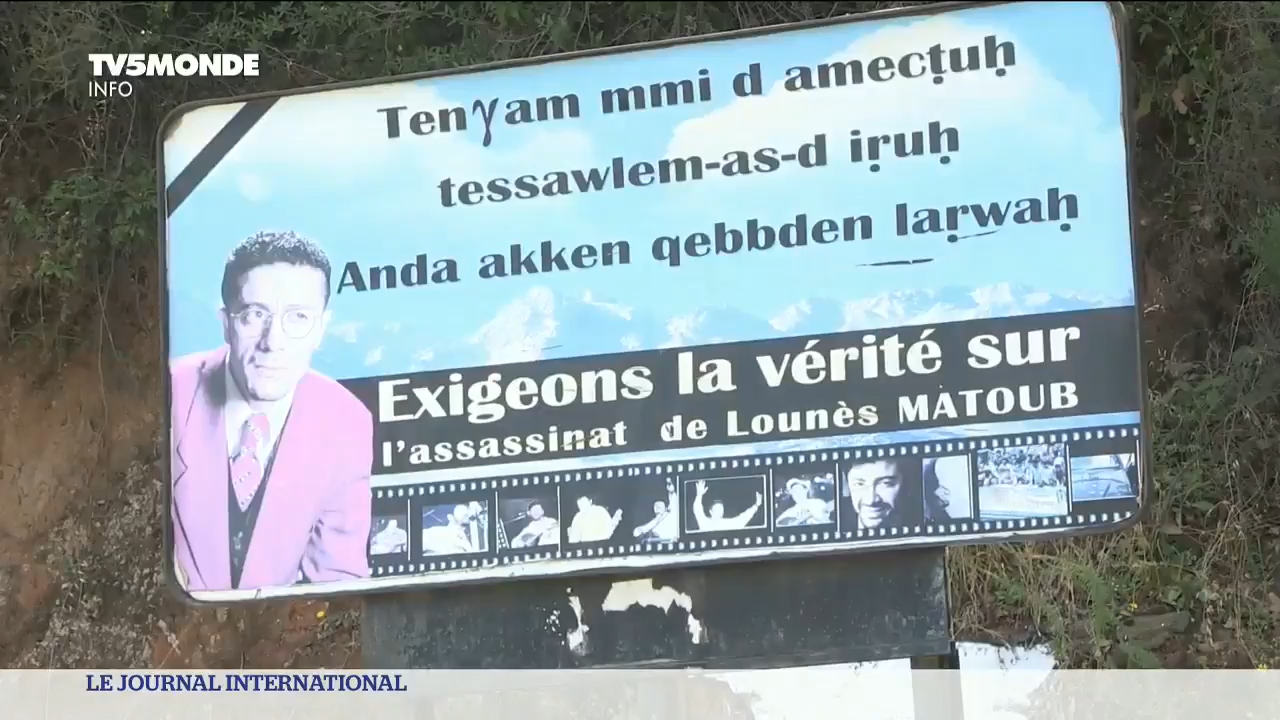 TV5MONDE
INFO
Tenɣam mmi d amecṭuḥ
tessawlem-as-d iṛuḥ
Anda akken qebbden laṛwaḥ
Exigeons la vérité sur
l'assassinat de Lounès MATOUB
LE JOURNAL INTERNATIONAL